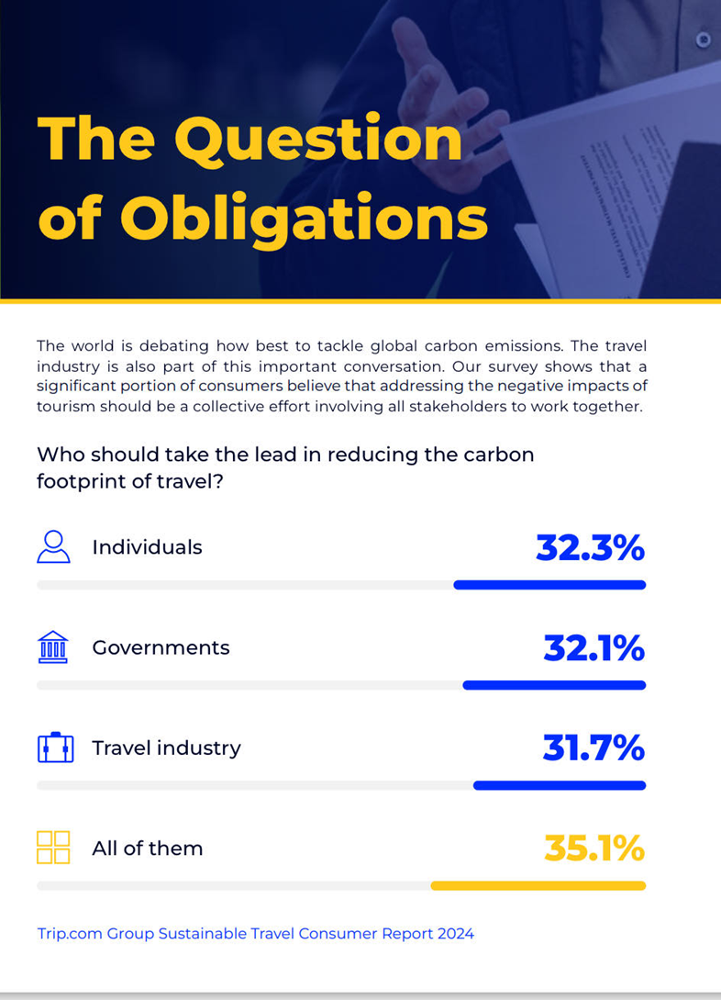 The Question
of Obligations
The world is debating how best to tackle global carbon emissions. The travel
industry is also part of this important conversation. Our survey shows that a
significant portion of consumers believe that addressing the negative impacts of
tourism should be a collective effort involving all stakeholders to work together.
Who should take the lead in reducing the carbon
footprint of travel?
Individuals 32.3%
Governments 32.1%
Travel industry 31.7%
All of them 35.1%
Trip.com Group Sustainable Travel Consumer Report 2024